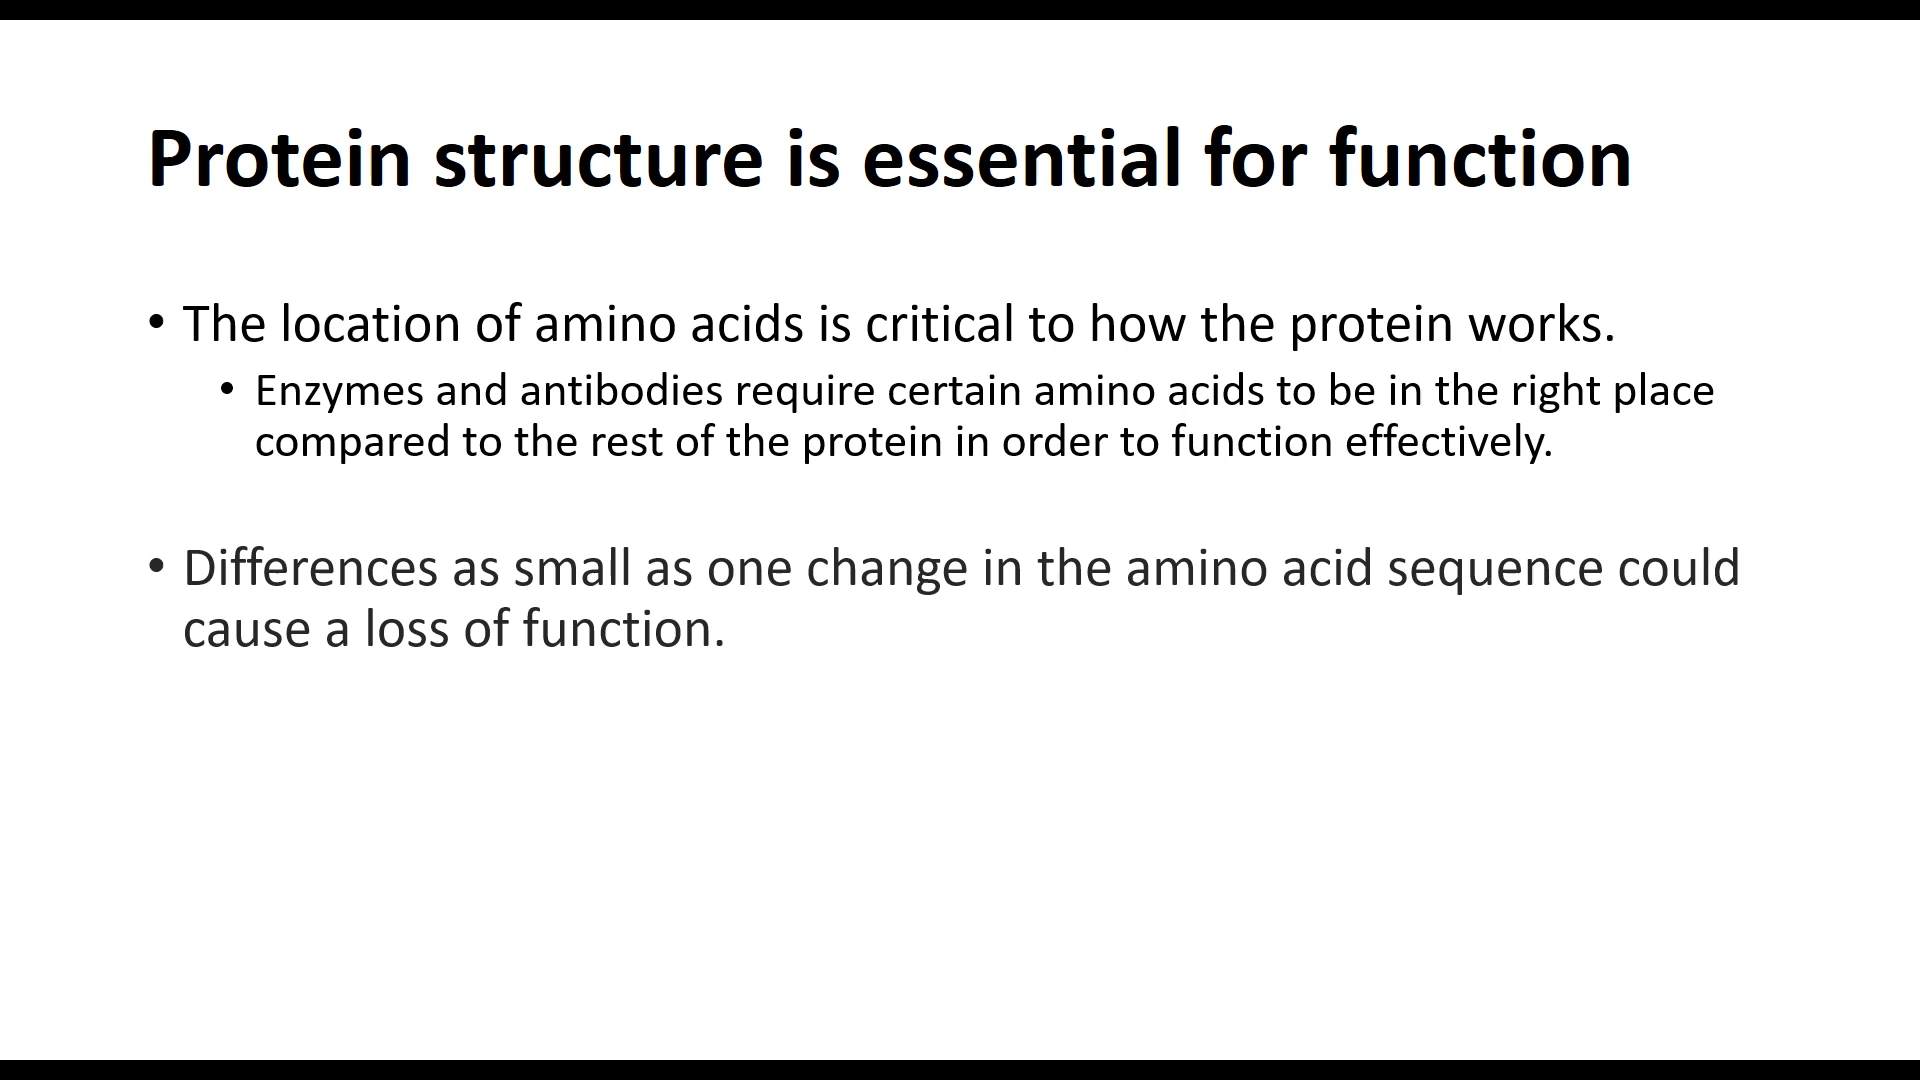 Protein structure is essential for function
• The location of amino acids is critical to how the protein works.
• Enzymes and antibodies require certain amino acids to be in the right place
compared to the rest of the protein in order to function effectively.
• Differences as small as one change in the amino acid sequence could
cause a loss of function.